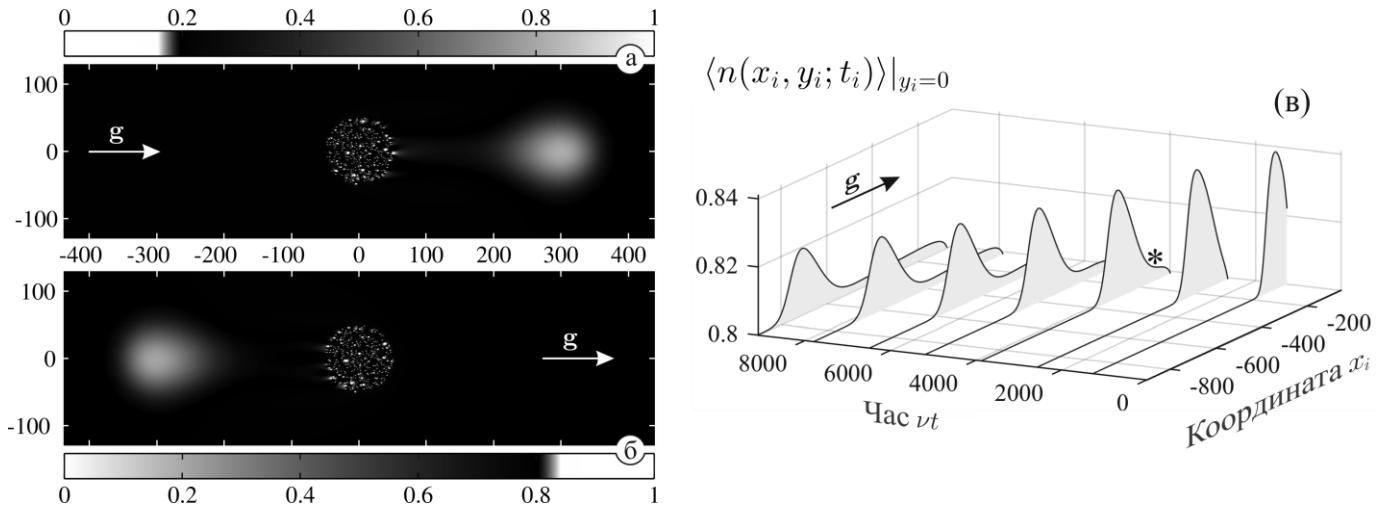 0 0.2 0.4 0.6 0.8 1
а
100
0
-100
g
-400 -300 -200 -100 0 100 200 300 400
100
0
-100
g
б
0 0.2 0.4 0.6 0.8 1
⟨n(x_i, y_i; t_i)⟩|_{y_i=0}
(в)
g
*
0.84
0.82
0.8
8000 6000 4000 2000 0
Час νt
-800 -600 -400 -200
Координата x_i